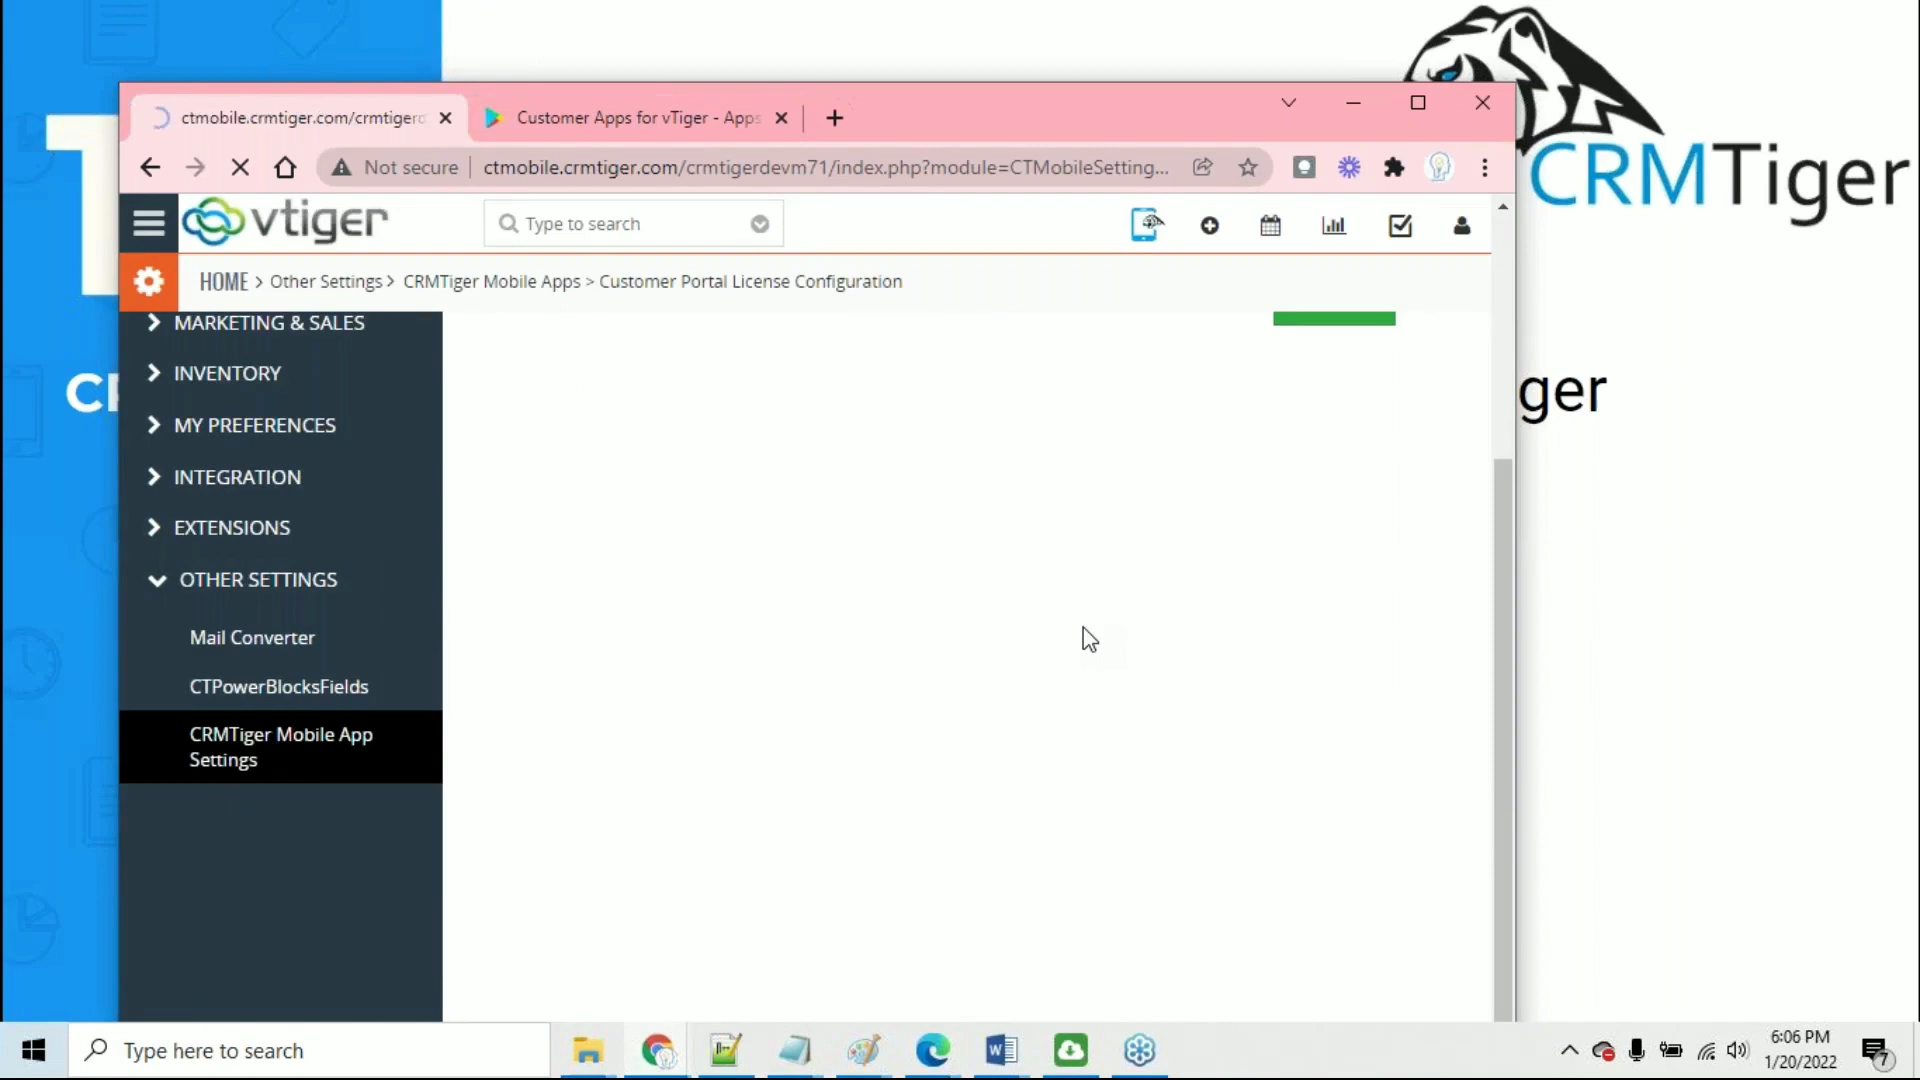 ctmobile.crmtiger.com/crmtigerd
Customer Apps for vTiger - Apps
Not secure
ctmobile.crmtiger.com/crmtigerdevm71/index.php?module=CTMobileSetting...
CRMTiger
vtiger
Type to search
HOME > Other Settings > CRMTiger Mobile Apps > Customer Portal License Configuration
MARKETING & SALES
INVENTORY
MY PREFERENCES
INTEGRATION
EXTENSIONS
OTHER SETTINGS
Mail Converter
CTPowerBlocksFields
CRMTiger Mobile App
Settings
ger
Type here to search
6:06 PM
1/20/2022
7